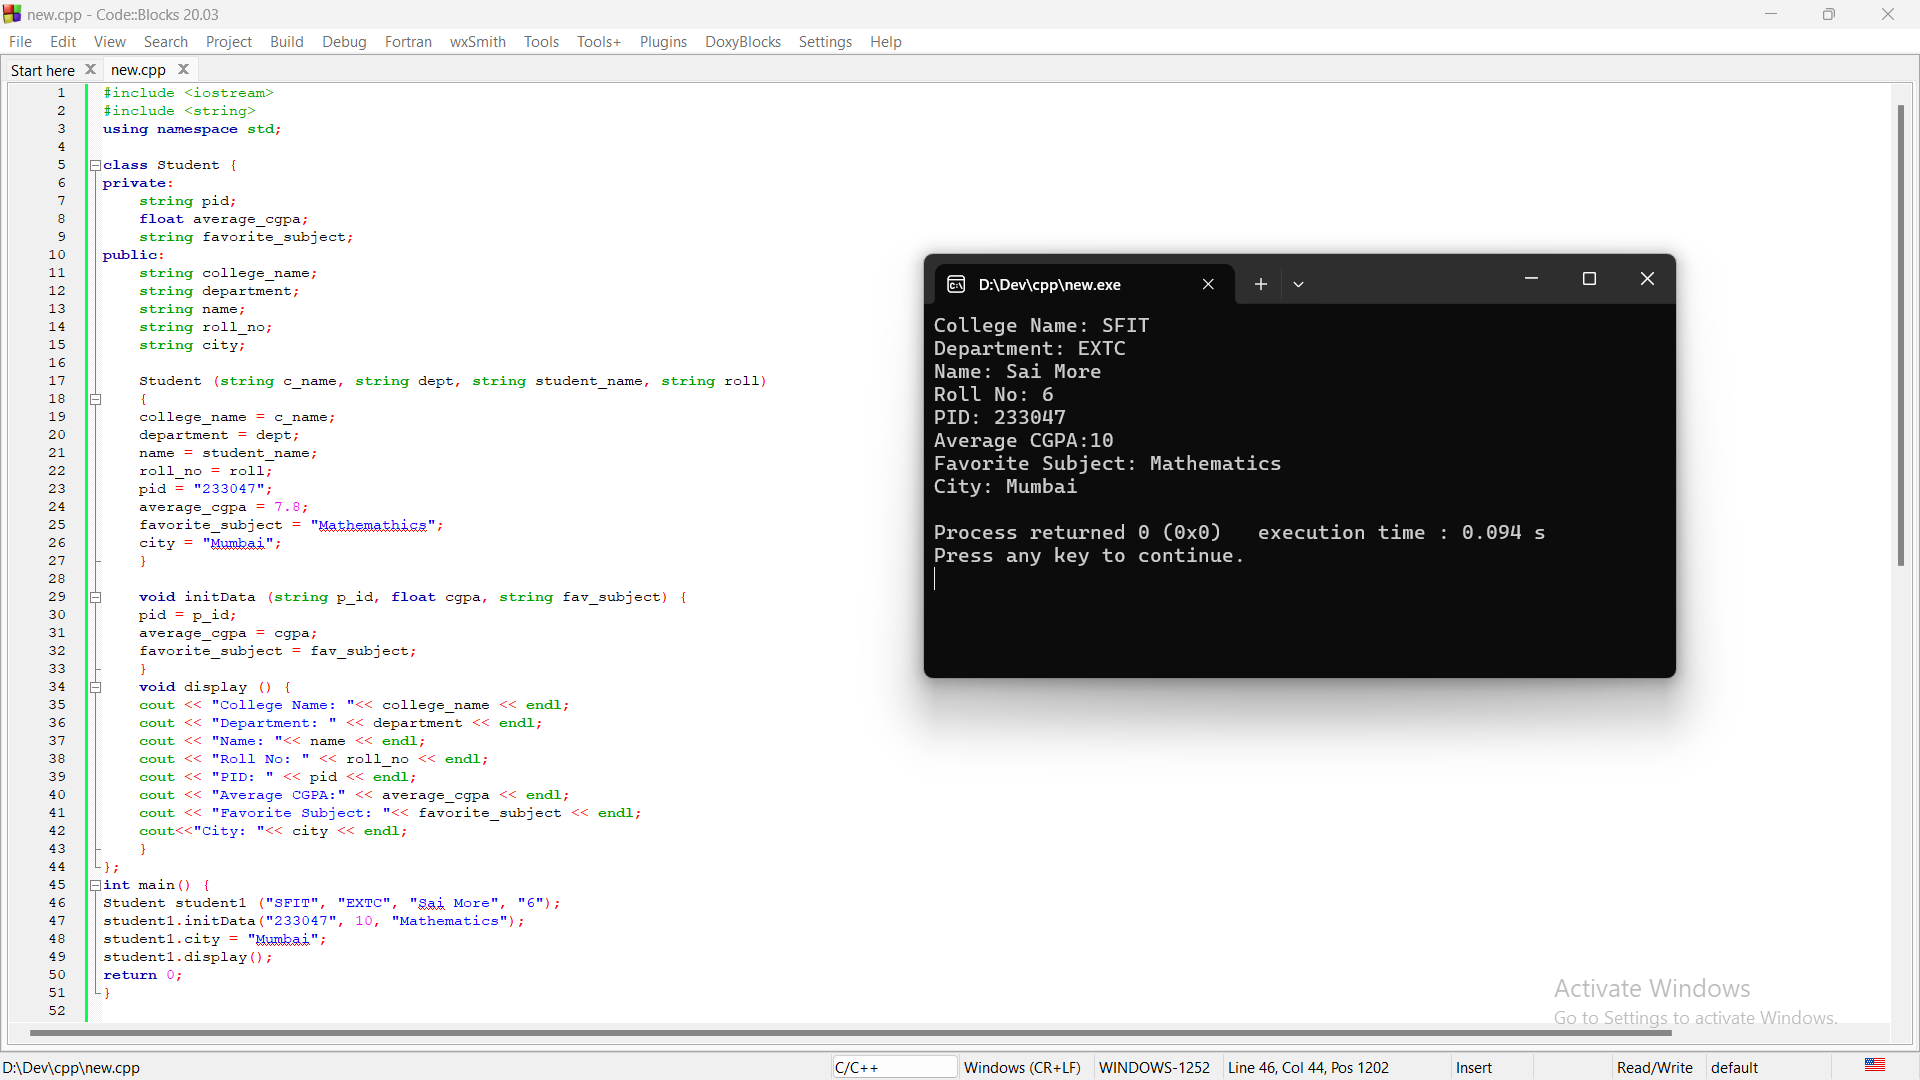 new.cpp - Code::Blocks 20.03
File Edit View Search Project Build Debug Fortran wxSmith Tools Tools+ Plugins DoxyBlocks Settings Help
Start here new.cpp
1 #include <iostream>
2 #include <string>
3 using namespace std;
4
5 class Student {
6 private:
7 string pid;
8 float average_cgpa;
9 string favorite_subject;
10 public:
11 string college_name;
12 string department;
13 string name;
14 string roll_no;
15 string city;
16
17 Student (string c_name, string dept, string student_name, string roll)
18 {
19 college_name = c_name;
20 department = dept;
21 name = student_name;
22 roll_no = roll;
23 pid = "233047";
24 average_cgpa = 7.8;
25 favorite_subject = "Mathemathics";
26 city = "Mumbai";
27 }
28
29 void initData (string p_id, float cgpa, string fav_subject) {
30 pid = p_id;
31 average_cgpa = cgpa;
32 favorite_subject = fav_subject;
33 }
34 void display () {
35 cout << "College Name: "<< college_name << endl;
36 cout << "Department: " << department << endl;
37 cout << "Name: "<< name << endl;
38 cout << "Roll No: " << roll_no << endl;
39 cout << "PID: " << pid << endl;
40 cout << "Average CGPA:" << average_cgpa << endl;
41 cout << "Favorite Subject: "<< favorite_subject << endl;
42 cout<<"City: "<< city << endl;
43 }
44 };
45 int main() {
46 Student student1 ("SFIT", "EXTC", "Sai More", "6");
47 student1.initData("233047", 10, "Mathematics");
48 student1.city = "Mumbai";
49 student1.display();
50 return 0;
51 }
52
D:\Dev\cpp\new.exe
College Name: SFIT
Department: EXTC
Name: Sai More
Roll No: 6
PID: 233047
Average CGPA:10
Favorite Subject: Mathematics
City: Mumbai
Process returned 0 (0x0) execution time : 0.094 s
Press any key to continue.
Activate Windows
Go to Settings to activate Windows.
D:\Dev\cpp\new.cpp C/C++ Windows (CR+LF) WINDOWS-1252 Line 46, Col 44, Pos 1202 Insert Read/Write default